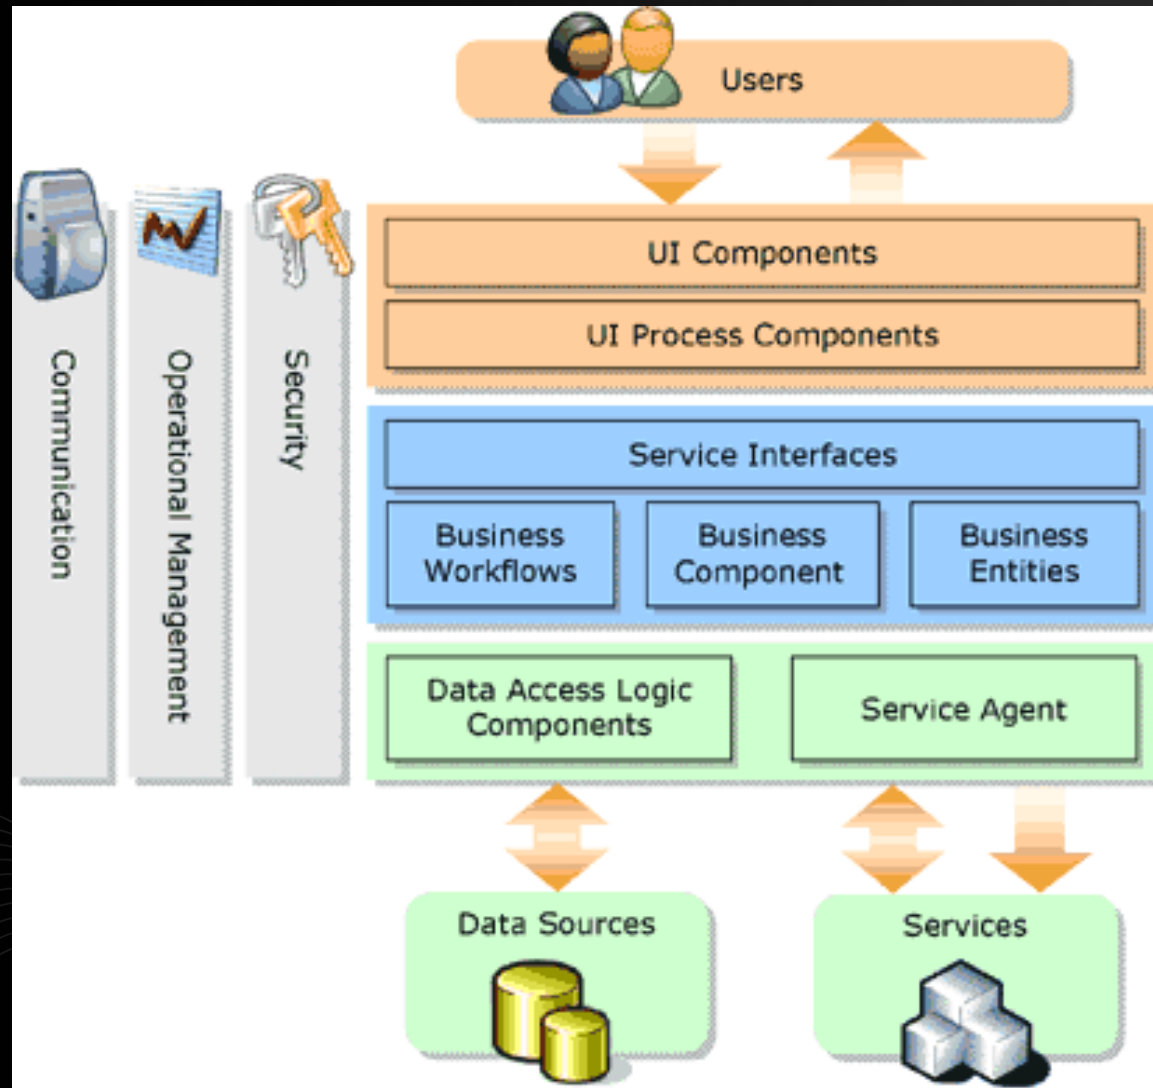 Users
Communication
Operational Management
Security
UI Components
UI Process Components
Service Interfaces
Business
Workflows
Business
Component
Business
Entities
Data Access Logic
Components
Service Agent
Data Sources
Services